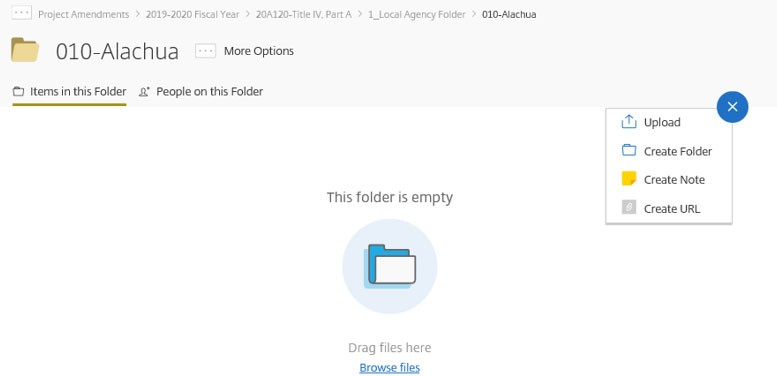 Project Amendments > 2019-2020 Fiscal Year > 20A120-Title IV, Part A > 1_Local Agency Folder > 010-Alachua
010-Alachua ... More Options
Items in this Folder People on this Folder
Upload
Create Folder
Create Note
Create URL
This folder is empty
Drag files here
Browse files